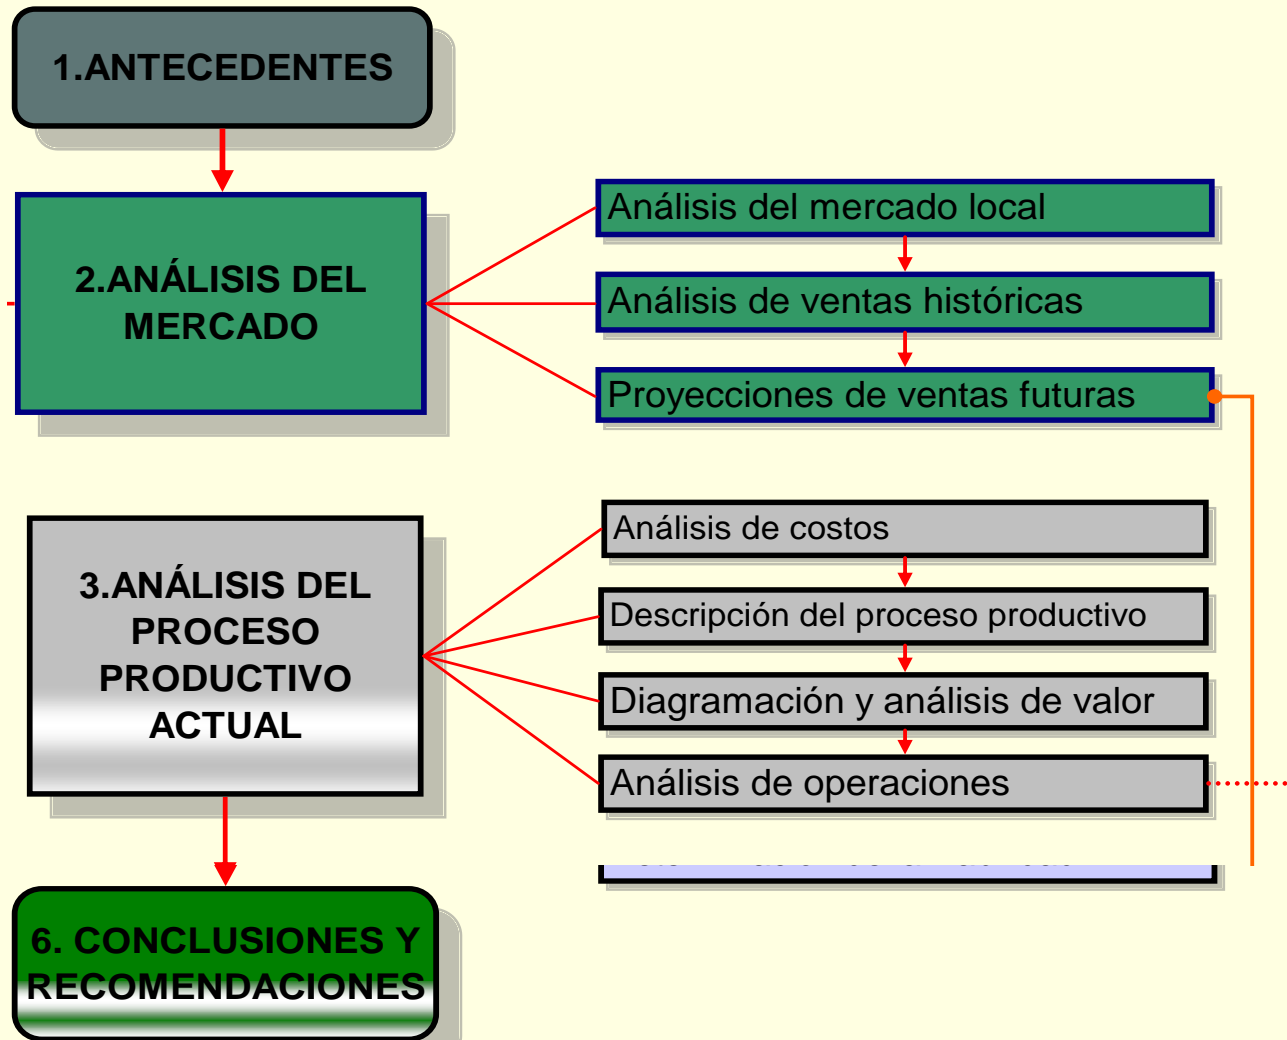 1.ANTECEDENTES
2.ANÁLISIS DEL
MERCADO
Análisis del mercado local
Análisis de ventas históricas
Proyecciones de ventas futuras
3.ANÁLISIS DEL
PROCESO
PRODUCTIVO
ACTUAL
Análisis de costos
Descripción del proceso productivo
Diagramación y análisis de valor
Análisis de operaciones
6. CONCLUSIONES Y
RECOMENDACIONES